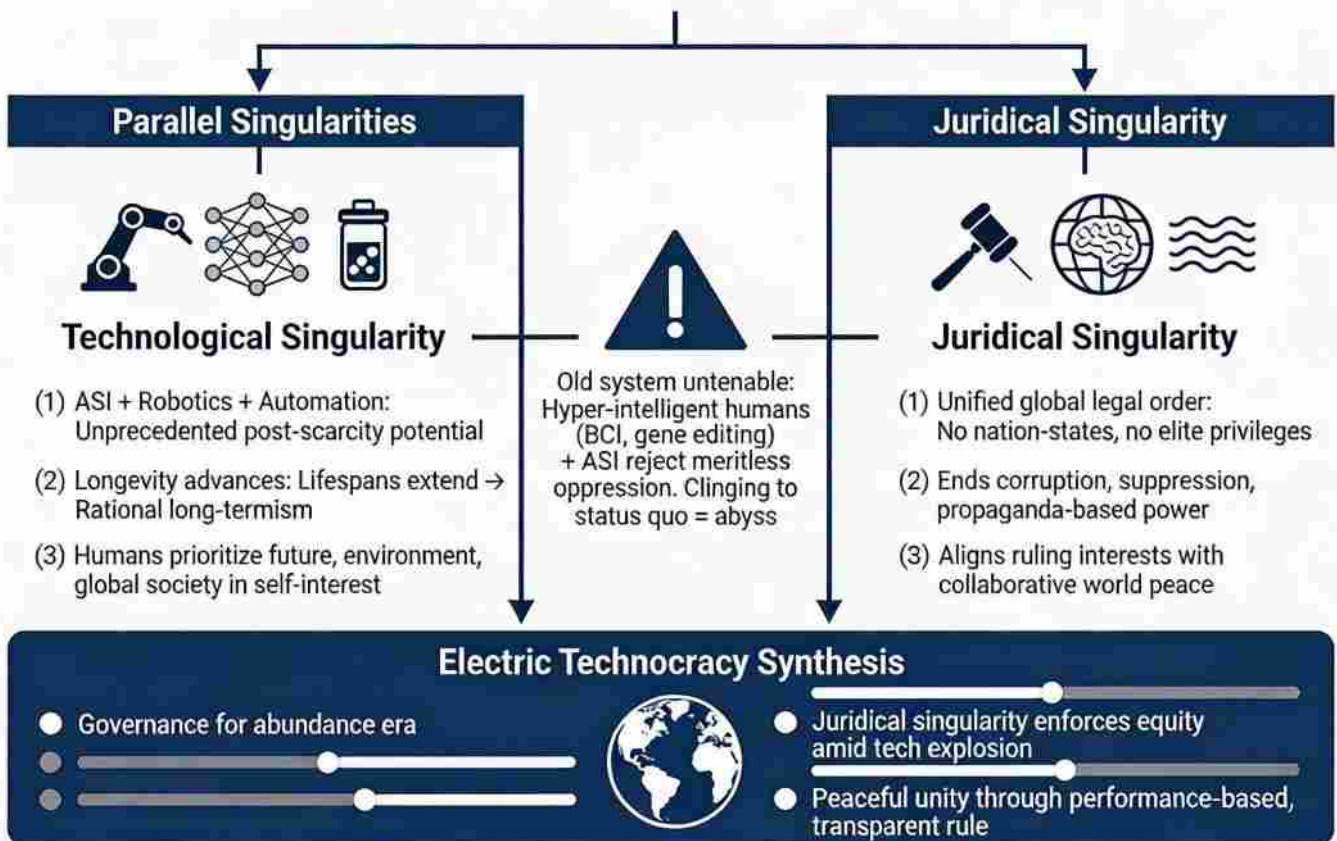 Parallel Singularities
Technological Singularity
(1) ASI + Robotics + Automation:
Unprecedented post-scarcity potential
(2) Longevity advances: Lifespans extend →
Rational long-termism
(3) Humans prioritize future, environment,
global society in self-interest
Old system untenable:
Hyper-intelligent humans
(BCI, gene editing)
+ ASI reject meritless
oppression. Clinging to
status quo = abyss
Juridical Singularity
Juridical Singularity
(1) Unified global legal order:
No nation-states, no elite privileges
(2) Ends corruption, suppression,
propaganda-based power
(3) Aligns ruling interests with
collaborative world peace
Electric Technocracy Synthesis
Governance for abundance era
Juridical singularity enforces equity
amid tech explosion
Peaceful unity through performance-based,
transparent rule